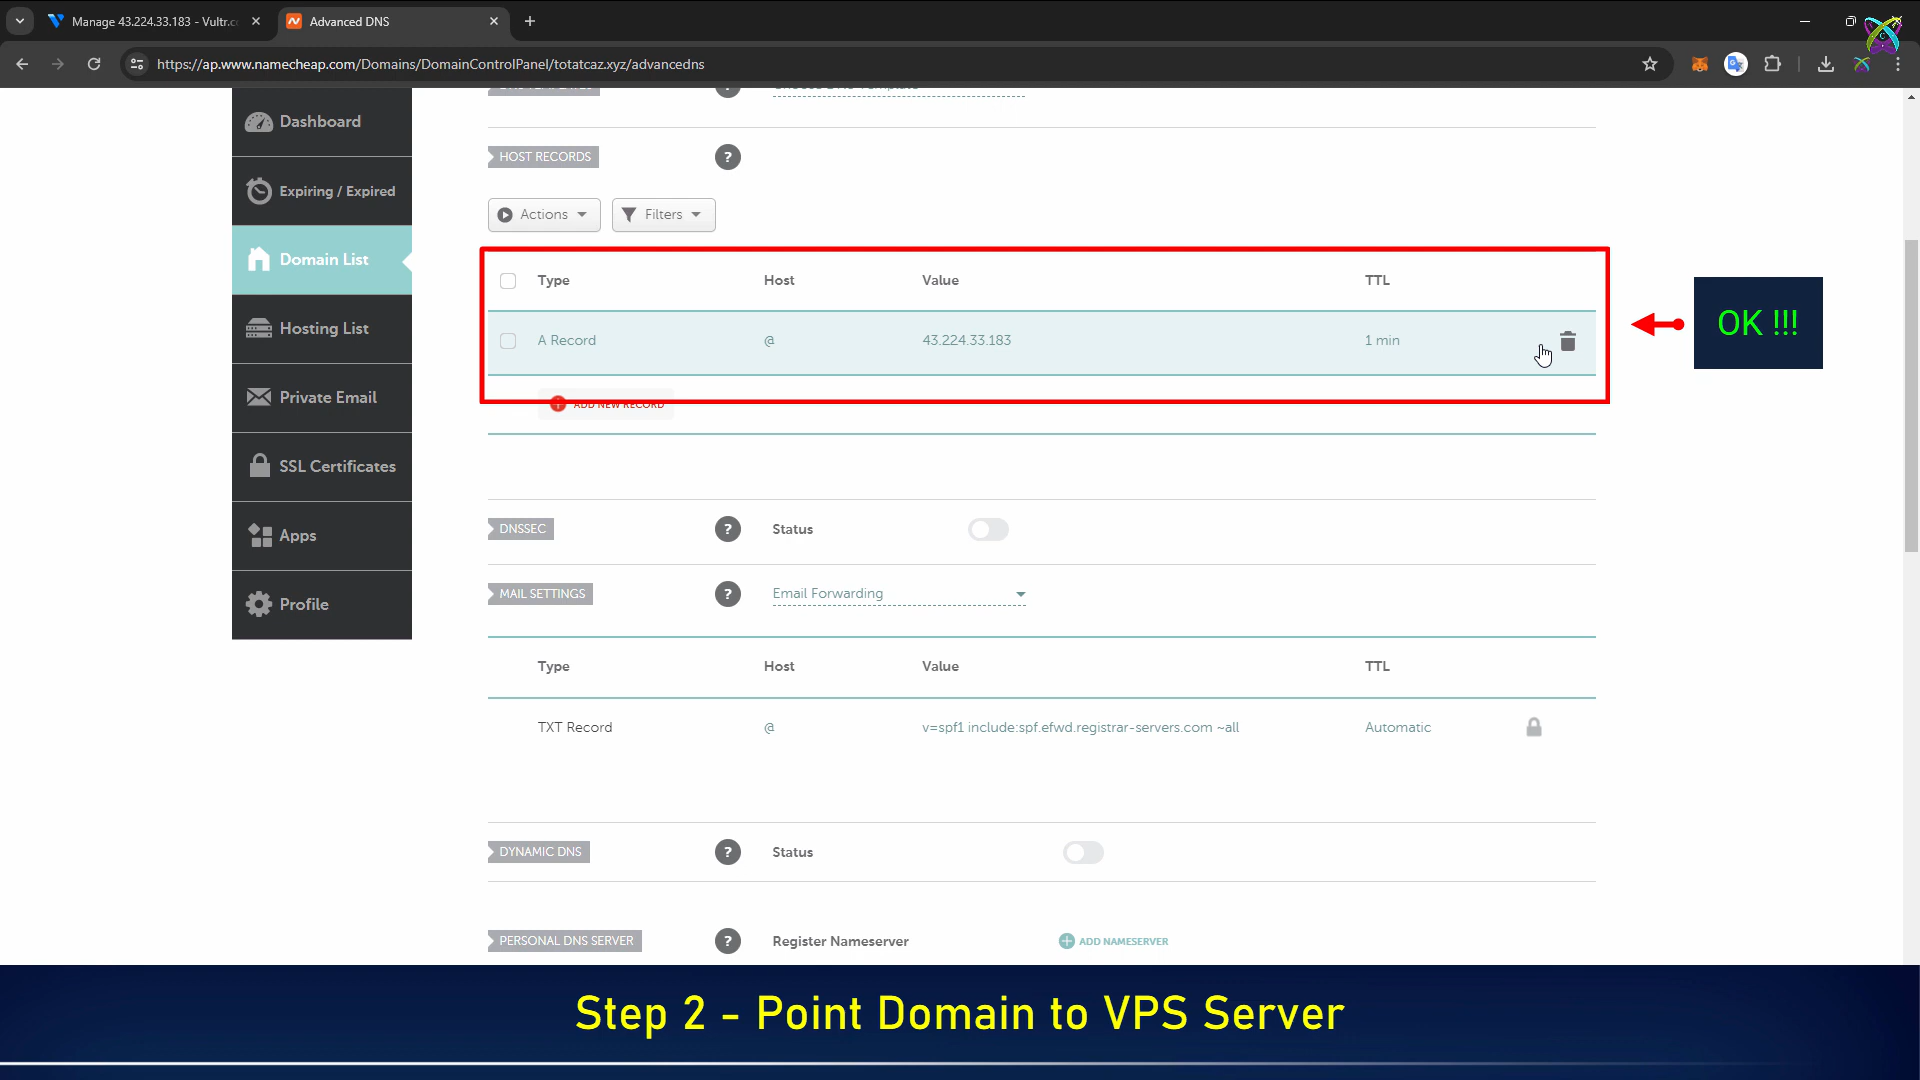 Manage 43.224.33.183 - Vultr.c
Advanced DNS
https://ap.www.namecheap.com/Domains/DomainControlPanel/totatcaz.xyz/advancedns
Dashboard
Expiring / Expired
Domain List
Hosting List
Private Email
SSL Certificates
Apps
Profile
HOST RECORDS
?
Actions
Filters
Type Host Value TTL
A Record @ 43.224.33.183 1 min
OK !!!
ADD NEW RECORD
DNSSEC ? Status
MAIL SETTINGS ? Email Forwarding
Type Host Value TTL
TXT Record @ v=spf1 include:spf.efwd.registrar-servers.com ~all Automatic
DYNAMIC DNS ? Status
PERSONAL DNS SERVER ? Register Nameserver ADD NAMESERVER
Step 2 - Point Domain to VPS Server